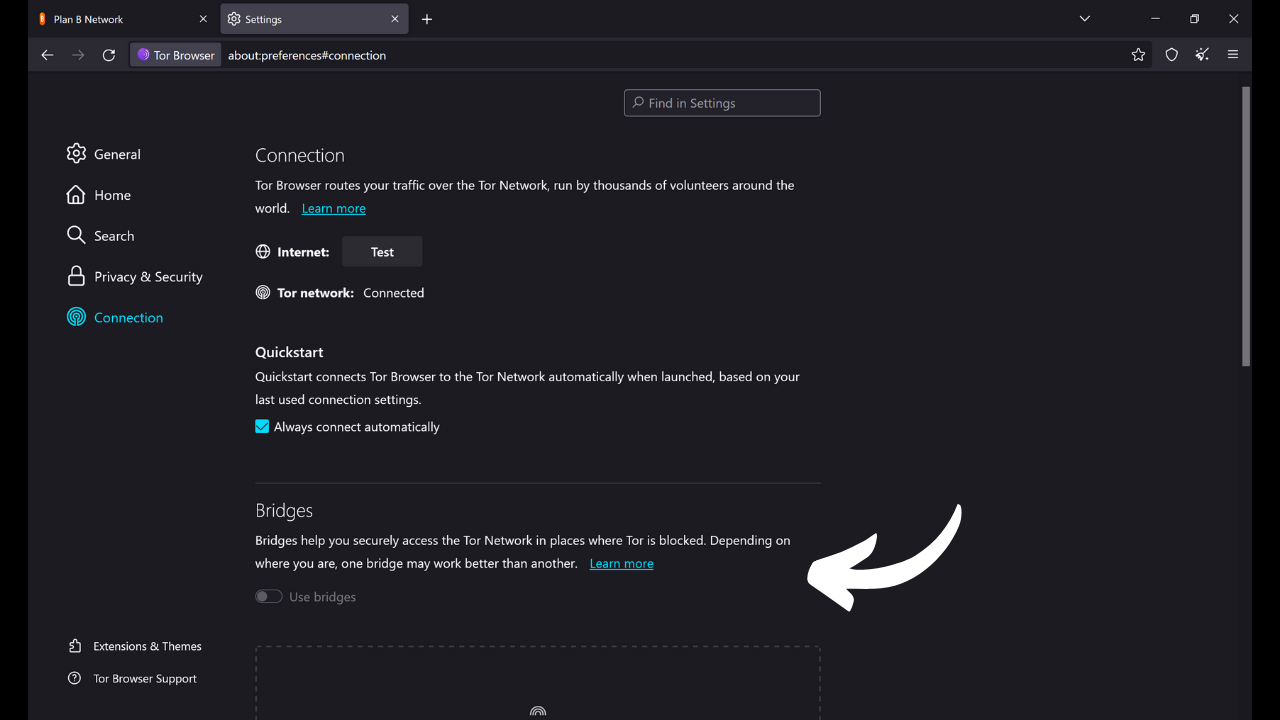 Plan B Network
Settings
Tor Browser
about:preferences#connection
Find in Settings
General
Home
Search
Privacy & Security
Connection
Extensions & Themes
Tor Browser Support
Connection
Tor Browser routes your traffic over the Tor Network, run by thousands of volunteers around the
world. Learn more
Internet: Test
Tor network: Connected
Quickstart
Quickstart connects Tor Browser to the Tor Network automatically when launched, based on your
last used connection settings.
Always connect automatically
Bridges
Bridges help you securely access the Tor Network in places where Tor is blocked. Depending on
where you are, one bridge may work better than another. Learn more
Use bridges